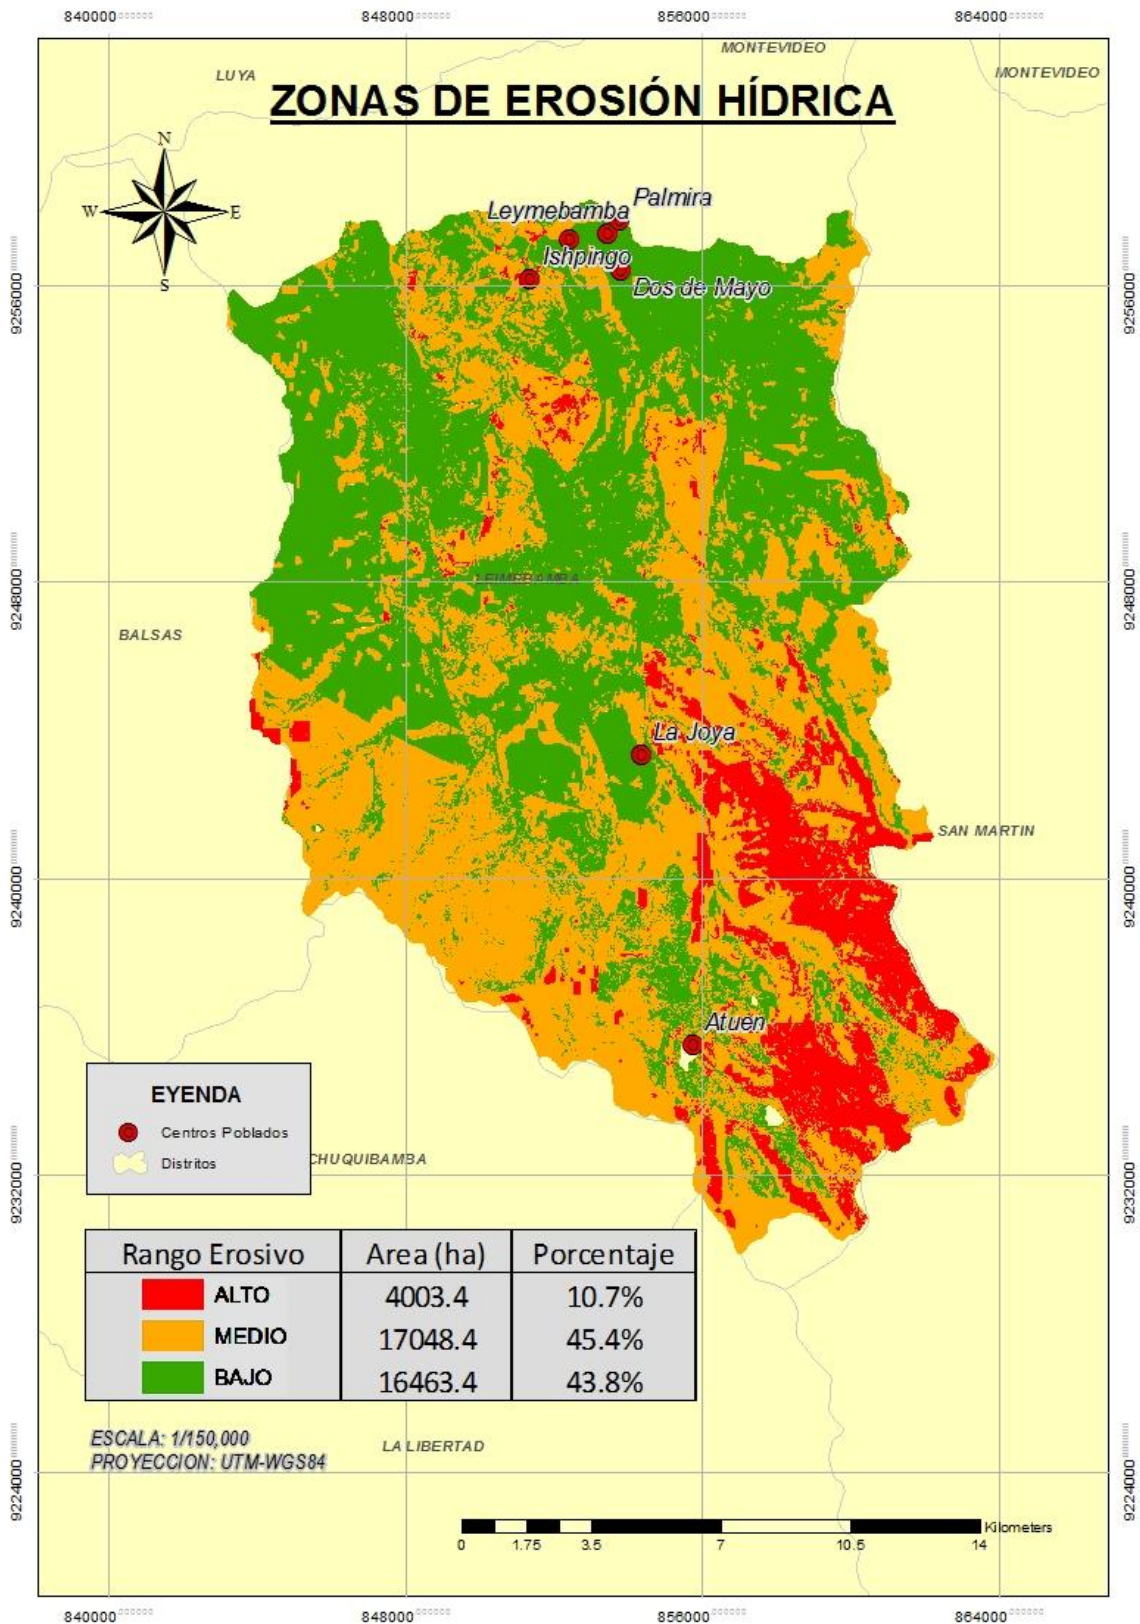 840000 848000 856000 864000
MONTEVIDEO
LUYA
MONTEVIDEO
ZONAS DE EROSIÓN HÍDRICA
N
W E
S
Palmira
Leymebamba
Ishpingo
Dos de Mayo
9256000 9256000
LEIMEBAMBA
9248000 9248000
BALSAS
La Joya
SAN MARTIN
9240000 9240000
Atuen
EYENDA
Centros Poblados
Distritos
CHUQUIBAMBA
9232000 9232000
Rango Erosivo Area (ha) Porcentaje
ALTO 4003.4 10.7%
MEDIO 17048.4 45.4%
BAJO 16463.4 43.8%
ESCALA: 1/150,000
PROYECCION: UTM-WGS84
LA LIBERTAD
9224000 9224000
Kilometers
0 1.75 3.5 7 10.5 14
840000 848000 856000 864000